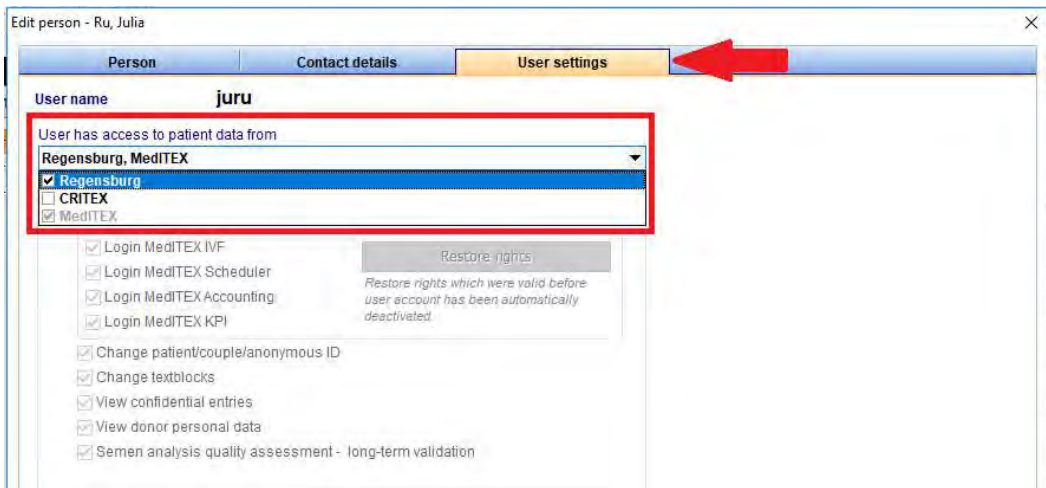 Edit person - Ru, Julia
Person Contact details User settings
User name juru
User has access to patient data from
Regensburg, MedITEX
Regensburg
CRITEX
MedITEX
Login MedITEX IVF
Login MedITEX Scheduler
Login MedITEX Accounting
Login MedITEX KPI
Restore rights
Restore rights which were valid before
user account has been automatically
deactivated.
Change patient/couple/anonymous ID
Change textblocks
View confidential entries
View donor personal data
Semen analysis quality assessment - long-term validation